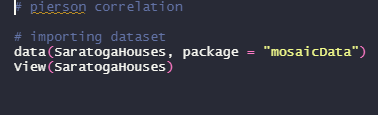 # pierson correlation
# importing dataset
data(SaratogaHouses, package = "mosaicData")
View(SaratogaHouses)